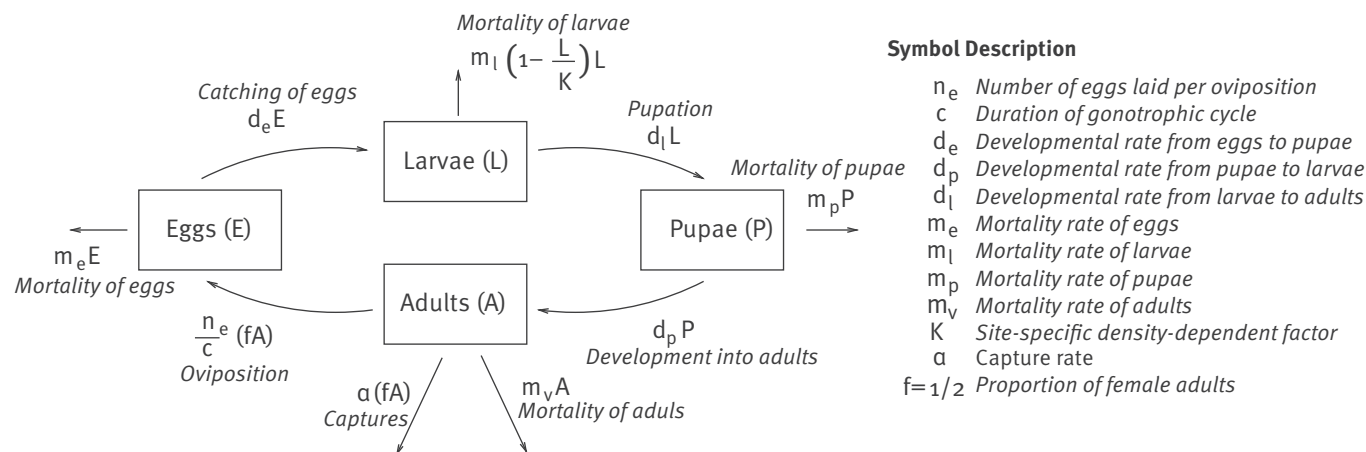 Mortality of larvae
m_l (1− L/K) L
Catching of eggs
d_eE
Larvae (L)
Pupation
d_lL
Mortality of pupae
m_pP
Eggs (E)
Pupae (P)
m_eE
Mortality of eggs
Adults (A)
n_e/c (fA)
Oviposition
d_p P
Development into adults
α(fA)
Captures
m_vA
Mortality of aduls
Symbol Description
n_e Number of eggs laid per oviposition
c Duration of gonotrophic cycle
d_e Developmental rate from eggs to pupae
d_p Developmental rate from pupae to larvae
d_l Developmental rate from larvae to adults
m_e Mortality rate of eggs
m_l Mortality rate of larvae
m_p Mortality rate of pupae
m_v Mortality rate of adults
K Site-specific density-dependent factor
α Capture rate
f=1/2 Proportion of female adults